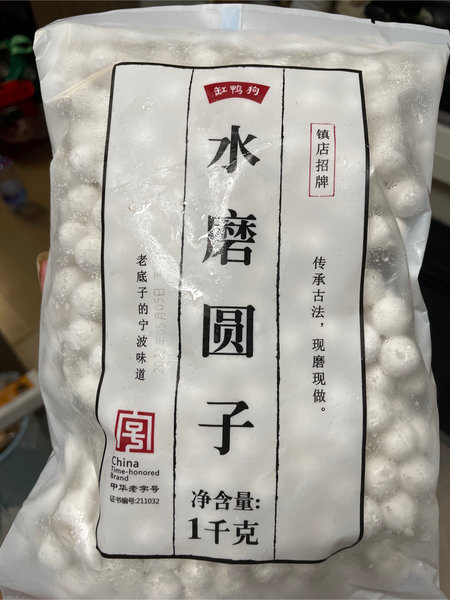 缸鸭狗
水磨圆子
净含量:
1千克
镇店招牌
传承古法，现磨现做。
老底子的宁波味道
China
Time-honored
Brand
中华老字号
证书编号:211032